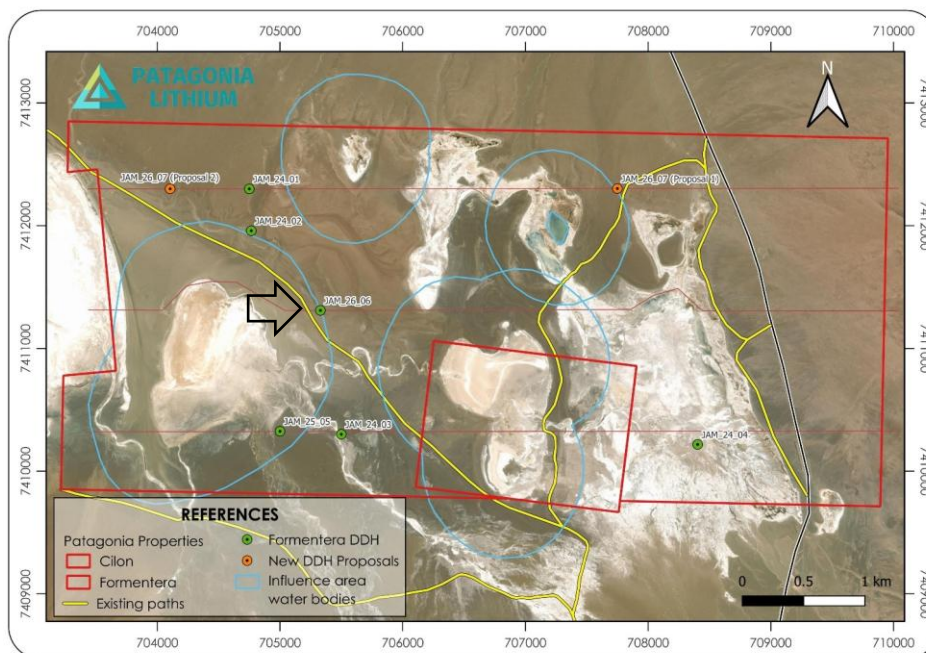 704000 705000 706000 707000 708000 709000 710000
7413000 7413000
PATAGONIA
LITHIUM
N
JAM_26_07 (Proposal 2)
JAM_24_01
JAM_26_07 (Proposal 1)
JAM_24_02
7412000 7412000
JAM_26_06
7411000 7411000
JAM_25_05
JAM_24_03
JAM_24_04
7410000 7410000
REFERENCES
Patagonia Properties
Cilon
Formentera
Existing paths
Formentera DDH
New DDH Proposals
Influence area
water bodies
0 0.5 1 km
7409000 7409000
704000 705000 706000 707000 708000 709000 710000